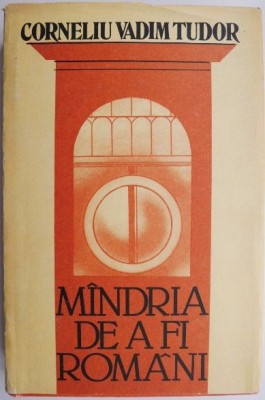 CORNELIU VADIM TUDOR
MÎNDRIA
DE A FI
ROMÂNI